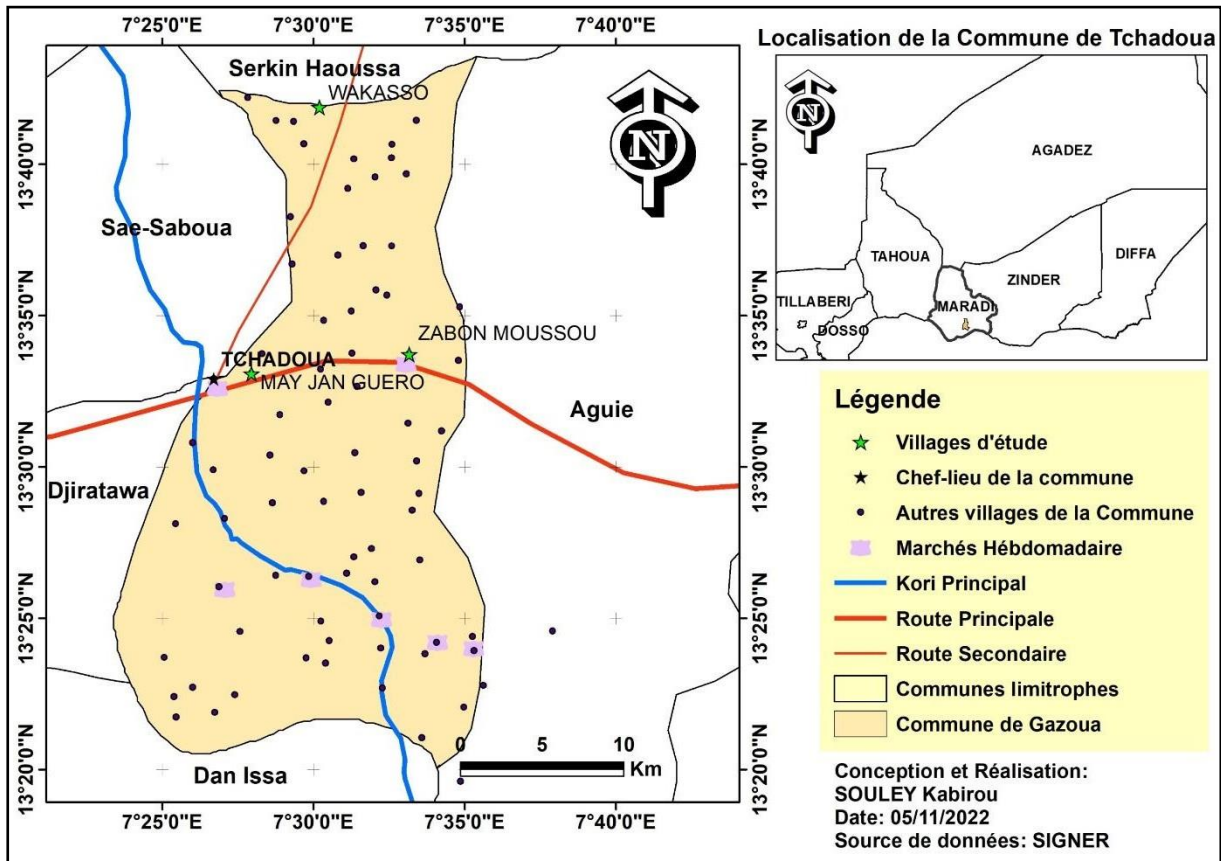 7°25'0"E 7°30'0"E 7°35'0"E 7°40'0"E
Localisation de la Commune de Tchadoua
Serkin Haoussa
WAKASSO
N
N
13°40'0"N
13°40'0"N
AGADEZ
Sae-Saboua
TAHOUA
DIFFA
ZINDER
MARADI
TILLABERI
DOSSO
13°35'0"N
13°35'0"N
ZABON MOUSSOU
TCHADOUA
MAY JAN GUERO
Aguie
13°30'0"N
13°30'0"N
Djiratawa
13°25'0"N
13°25'0"N
0 5 10
Km
Dan Issa
13°20'0"N
13°20'0"N
7°25'0"E 7°30'0"E 7°35'0"E 7°40'0"E
Légende
Villages d'étude
Chef-lieu de la commune
Autres villages de la Commune
Marchés Hébdomadaire
Kori Principal
Route Principale
Route Secondaire
Communes limitrophes
Commune de Gazoua
Conception et Réalisation:
SOULEY Kabirou
Date: 05/11/2022
Source de données: SIGNER